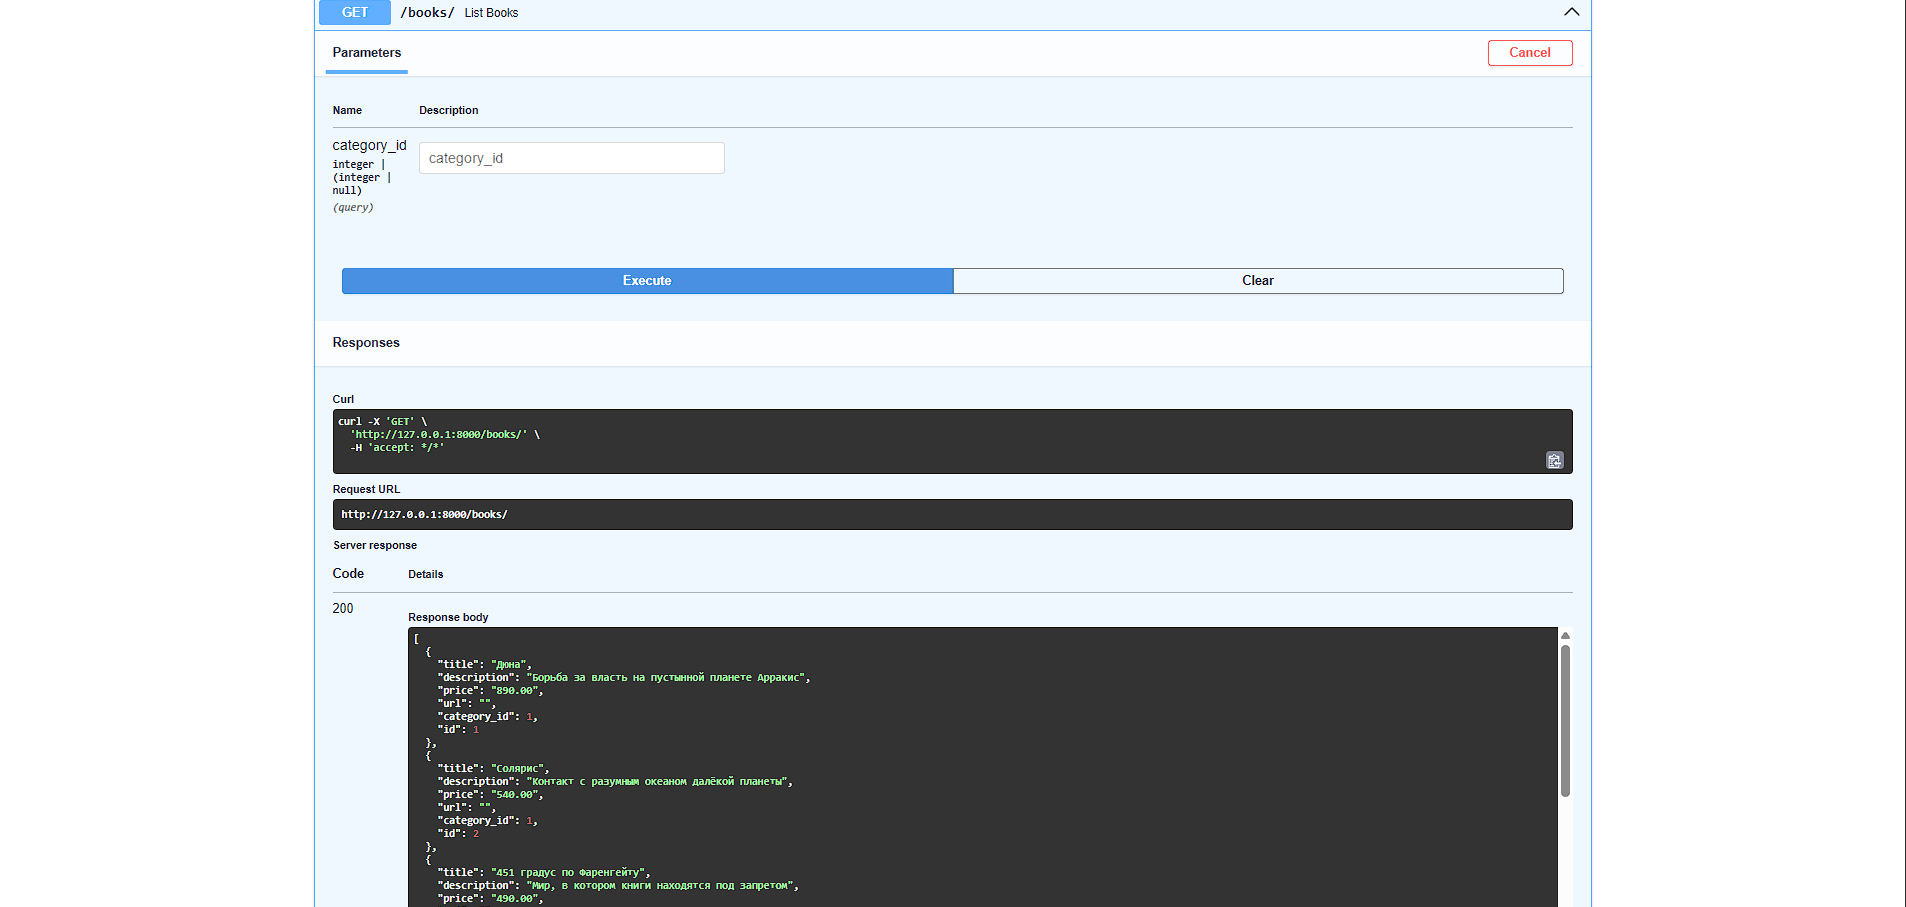 GET /books/ List Books
Parameters
Cancel
Name Description
category_id
integer |
(integer |
null)
(query)
category_id
Execute Clear
Responses
Curl
curl -X 'GET' \
  'http://127.0.0.1:8000/books/' \
  -H 'accept: */*'
Request URL
http://127.0.0.1:8000/books/
Server response
Code Details
200
Response body
[
  {
    "title": "Дюна",
    "description": "Борьба за власть на пустынной планете Арракис",
    "price": "890.00",
    "url": "",
    "category_id": 1,
    "id": 1
  },
  {
    "title": "Солярис",
    "description": "Контакт с разумным океаном далёкой планеты",
    "price": "540.00",
    "url": "",
    "category_id": 1,
    "id": 2
  },
  {
    "title": "451 градус по Фаренгейту",
    "description": "Мир, в котором книги находятся под запретом",
    "price": "490.00",